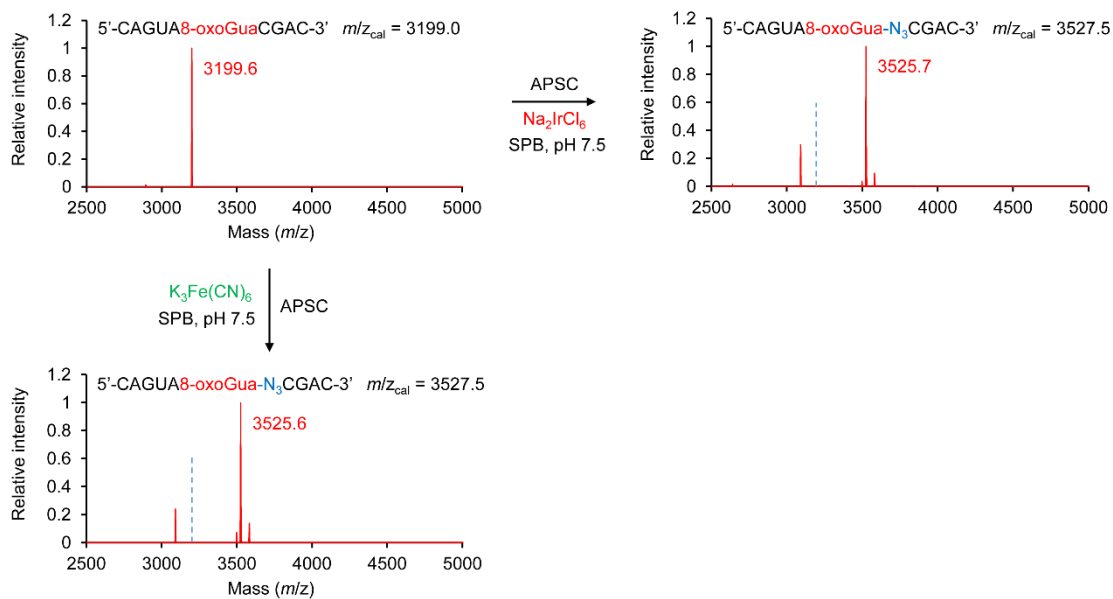 5’-CAGUA8-oxoGuaCGAC-3’ m/zcal = 3199.0
3199.6
Relative intensity
1.2
1
0.8
0.6
0.4
0.2
0
2500 3000 3500 4000 4500 5000
Mass (m/z)
APSC
Na2IrCl6
SPB, pH 7.5
5’-CAGUA8-oxoGua-N3CGAC-3’ m/zcal = 3527.5
3525.7
Relative intensity
1.2
1
0.8
0.6
0.4
0.2
0
2500 3000 3500 4000 4500 5000
Mass (m/z)
K3Fe(CN)6
SPB, pH 7.5
APSC
5’-CAGUA8-oxoGua-N3CGAC-3’ m/zcal = 3527.5
3525.6
Relative intensity
1.2
1
0.8
0.6
0.4
0.2
0
2500 3000 3500 4000 4500 5000
Mass (m/z)